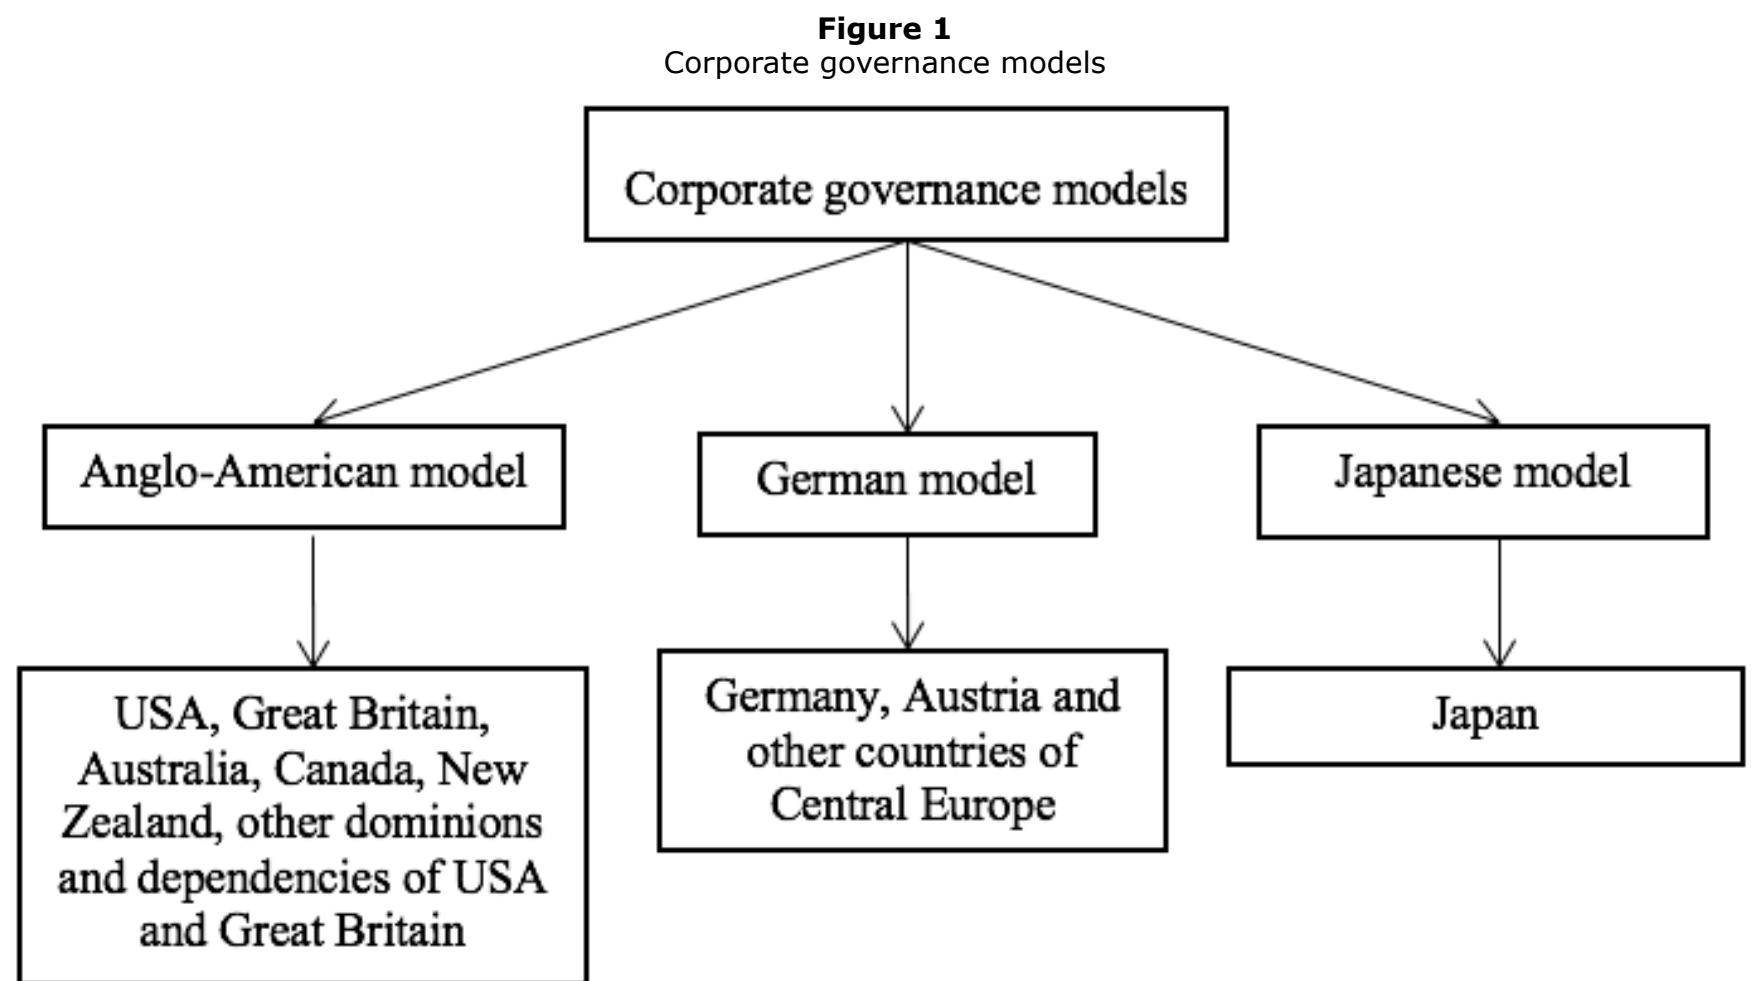 Figure 1
Corporate governance models
Corporate governance models
Anglo-American model
German model
Japanese model
USA, Great Britain,
Australia, Canada, New
Zealand, other dominions
and dependencies of USA
and Great Britain
Germany, Austria and
other countries of
Central Europe
Japan